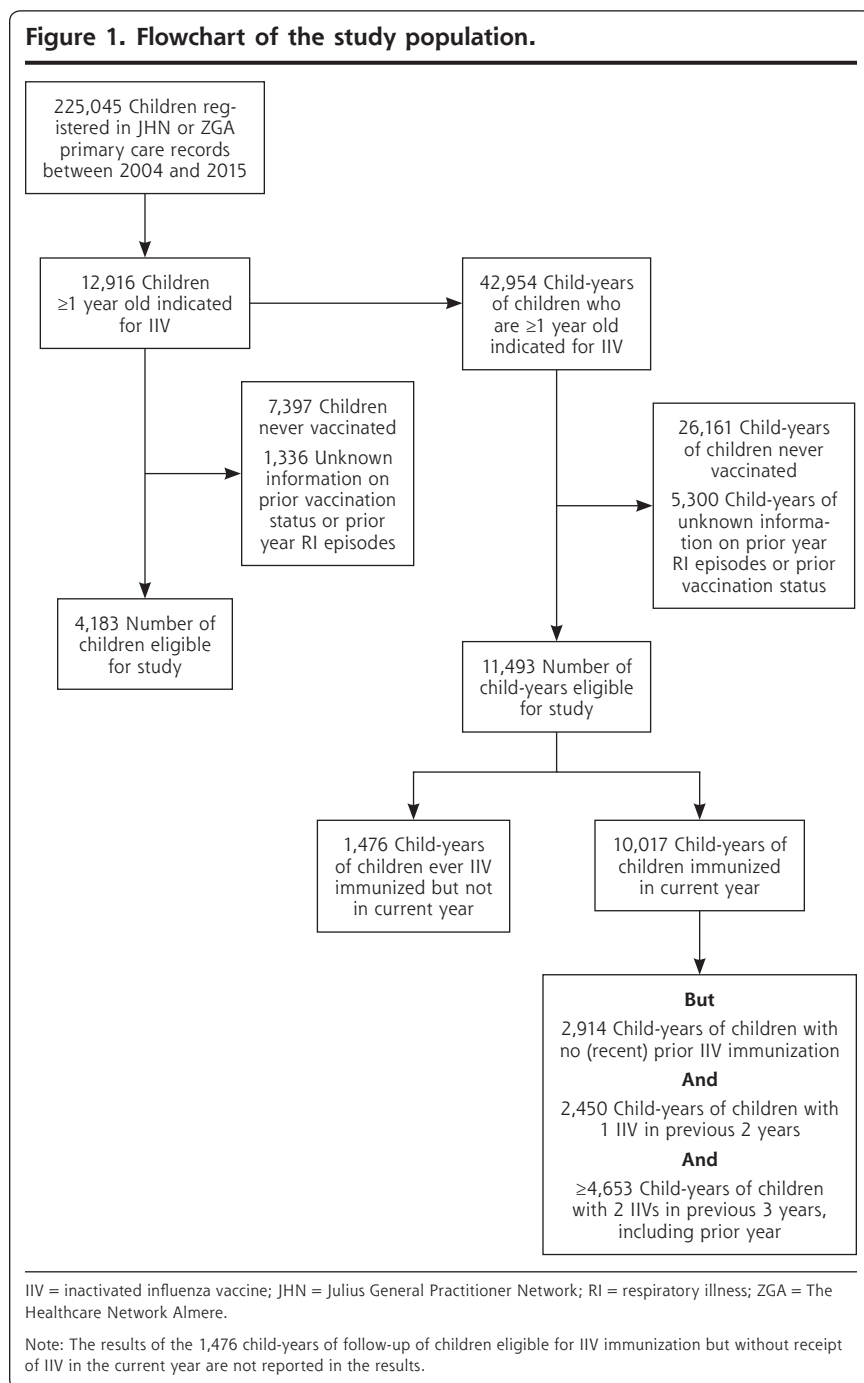 Figure 1. Flowchart of the study population.
225,045 Children reg-
istered in JHN or ZGA
primary care records
between 2004 and 2015
12,916 Children
≥1 year old indicated
for IIV
42,954 Child-years
of children who
are ≥1 year old
indicated for IIV
7,397 Children
never vaccinated
1,336 Unknown
information on
prior vaccination
status or prior
year RI episodes
26,161 Child-years
of children never
vaccinated
5,300 Child-years of
unknown informa-
tion on prior year
RI episodes or prior
vaccination status
4,183 Number of
children eligible
for study
11,493 Number of
child-years eligible
for study
1,476 Child-years
of children ever IIV
immunized but not
in current year
10,017 Child-years of
children immunized
in current year
But
2,914 Child-years of children with
no (recent) prior IIV immunization
And
2,450 Child-years of children with
1 IIV in previous 2 years
And
≥4,653 Child-years of children
with 2 IIVs in previous 3 years,
including prior year
IIV = inactivated influenza vaccine; JHN = Julius General Practitioner Network; RI = respiratory illness; ZGA = The
Healthcare Network Almere.
Note: The results of the 1,476 child-years of follow-up of children eligible for IIV immunization but without receipt
of IIV in the current year are not reported in the results.